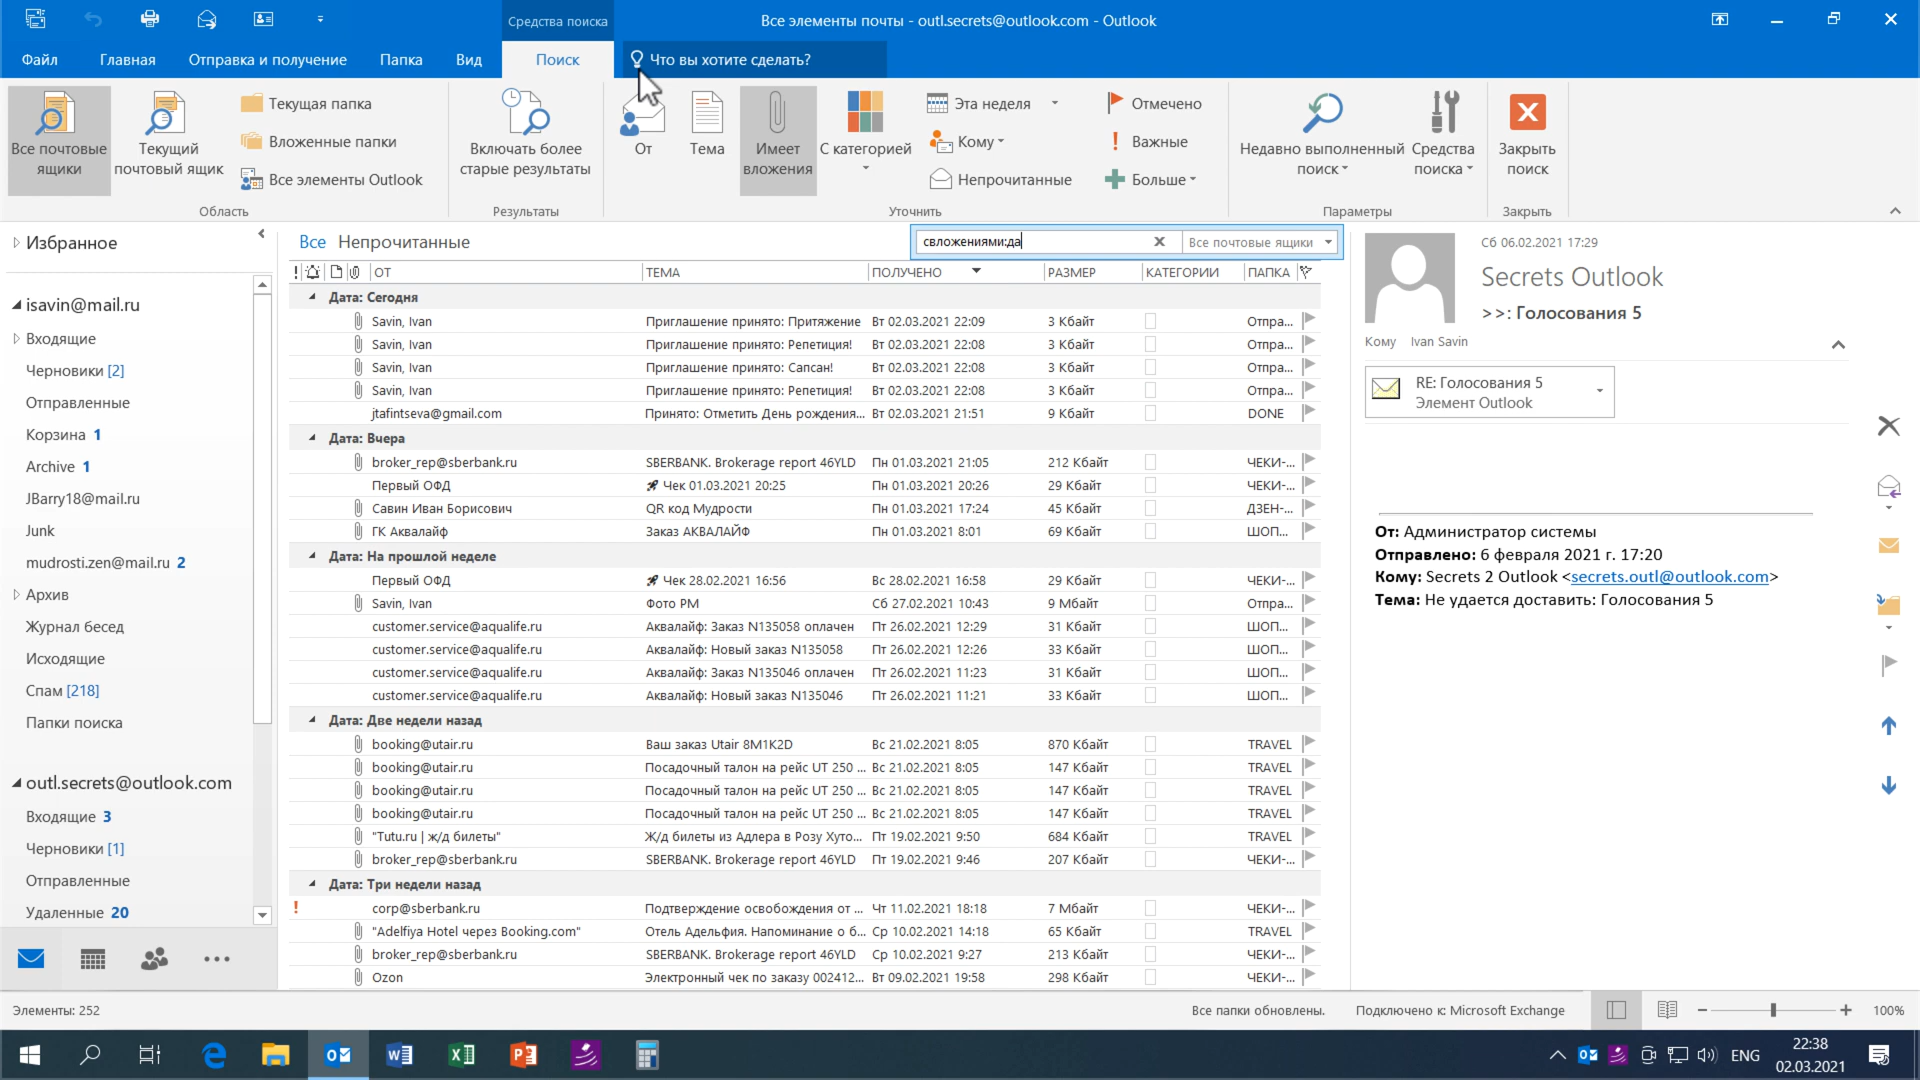 Средства поиска
Все элементы почты - outl.secrets@outlook.com - Outlook
Файл
Главная
Отправка и получение
Папка
Вид
Поиск
Что вы хотите сделать?
Все почтовые ящики
Текущий почтовый ящик
Текущая папка
Вложенные папки
Все элементы Outlook
Область
Включать более старые результаты
Результаты
От
Тема
Имеет вложения
С категорией
Эта неделя
Кому
Непрочитанные
Отмечено
Важные
Больше
Уточнить
Недавно выполненный поиск
Средства поиска
Параметры
Закрыть поиск
Закрыть
Избранное
isavin@mail.ru
Входящие
Черновики [2]
Отправленные
Корзина 1
Archive 1
JBarry18@mail.ru
Junk
mudrosti.zen@mail.ru 2
Архив
Журнал бесед
Исходящие
Спам [218]
Папки поиска
outl.secrets@outlook.com
Входящие 3
Черновики [1]
Отправленные
Удаленные 20
Все Непрочитанные
свложениями:да
Все почтовые ящики
ОТ ТЕМА ПОЛУЧЕНО РАЗМЕР КАТЕГОРИИ ПАПКА
Дата: Сегодня
Savin, Ivan Приглашение принято: Притяжение Вт 02.03.2021 22:09 3 Кбайт Отпра...
Savin, Ivan Приглашение принято: Репетиция! Вт 02.03.2021 22:08 3 Кбайт Отпра...
Savin, Ivan Приглашение принято: Сапсан! Вт 02.03.2021 22:08 3 Кбайт Отпра...
Savin, Ivan Приглашение принято: Репетиция! Вт 02.03.2021 22:08 3 Кбайт Отпра...
jtafintseva@gmail.com Принято: Отметить День рождения... Вт 02.03.2021 21:51 9 Кбайт DONE
Дата: Вчера
broker_rep@sberbank.ru SBERBANK. Brokerage report 46YLD Пн 01.03.2021 21:05 212 Кбайт ЧЕКИ-...
Первый ОФД Чек 01.03.2021 20:25 Пн 01.03.2021 20:26 29 Кбайт ЧЕКИ-...
Савин Иван Борисович QR код Мудрости Пн 01.03.2021 17:24 45 Кбайт ДЗЕН-...
ГК Аквалайф Заказ АКВАЛАЙФ Пн 01.03.2021 8:01 69 Кбайт ШОП...
Дата: На прошлой неделе
Первый ОФД Чек 28.02.2021 16:56 Вс 28.02.2021 16:58 29 Кбайт ЧЕКИ-...
Savin, Ivan Фото РМ Сб 27.02.2021 10:43 9 Мбайт Отпра...
customer.service@aqualife.ru Аквалайф: Заказ N135058 оплачен Пт 26.02.2021 12:29 31 Кбайт ШОП...
customer.service@aqualife.ru Аквалайф: Новый заказ N135058 Пт 26.02.2021 12:26 33 Кбайт ШОП...
customer.service@aqualife.ru Аквалайф: Заказ N135046 оплачен Пт 26.02.2021 11:23 31 Кбайт ШОП...
customer.service@aqualife.ru Аквалайф: Новый заказ N135046 Пт 26.02.2021 11:21 33 Кбайт ШОП...
Дата: Две недели назад
booking@utair.ru Ваш заказ Utair 8M1K2D Вс 21.02.2021 8:05 870 Кбайт TRAVEL
booking@utair.ru Посадочный талон на рейс UT 250 ... Вс 21.02.2021 8:05 147 Кбайт TRAVEL
booking@utair.ru Посадочный талон на рейс UT 250 ... Вс 21.02.2021 8:05 147 Кбайт TRAVEL
booking@utair.ru Посадочный талон на рейс UT 250 ... Вс 21.02.2021 8:05 147 Кбайт TRAVEL
"Tutu.ru | ж/д билеты" Ж/д билеты из Адлера в Розу Хуто... Пт 19.02.2021 9:50 684 Кбайт TRAVEL
broker_rep@sberbank.ru SBERBANK. Brokerage report 46YLD Пт 19.02.2021 9:46 207 Кбайт ЧЕКИ-...
Дата: Три недели назад
corp@sberbank.ru Подтверждение освобождения от ... Чт 11.02.2021 18:18 7 Мбайт ЧЕКИ-...
"Adelfiya Hotel через Booking.com" Отель Адельфия. Напоминание о б... Ср 10.02.2021 14:18 65 Кбайт TRAVEL
broker_rep@sberbank.ru SBERBANK. Brokerage report 46YLD Ср 10.02.2021 9:27 213 Кбайт ЧЕКИ-...
Ozon Электронный чек по заказу 002412... Вт 09.02.2021 19:58 298 Кбайт ЧЕКИ-...
Сб 06.02.2021 17:29
Secrets Outlook
>>: Голосования 5
Кому Ivan Savin
RE: Голосования 5
Элемент Outlook
От: Администратор системы
Отправлено: 6 февраля 2021 г. 17:20
Кому: Secrets 2 Outlook <secrets.outl@outlook.com>
Тема: Не удается доставить: Голосования 5
Элементы: 252
Все папки обновлены.
Подключено к: Microsoft Exchange
100%
ENG
22:38
02.03.2021